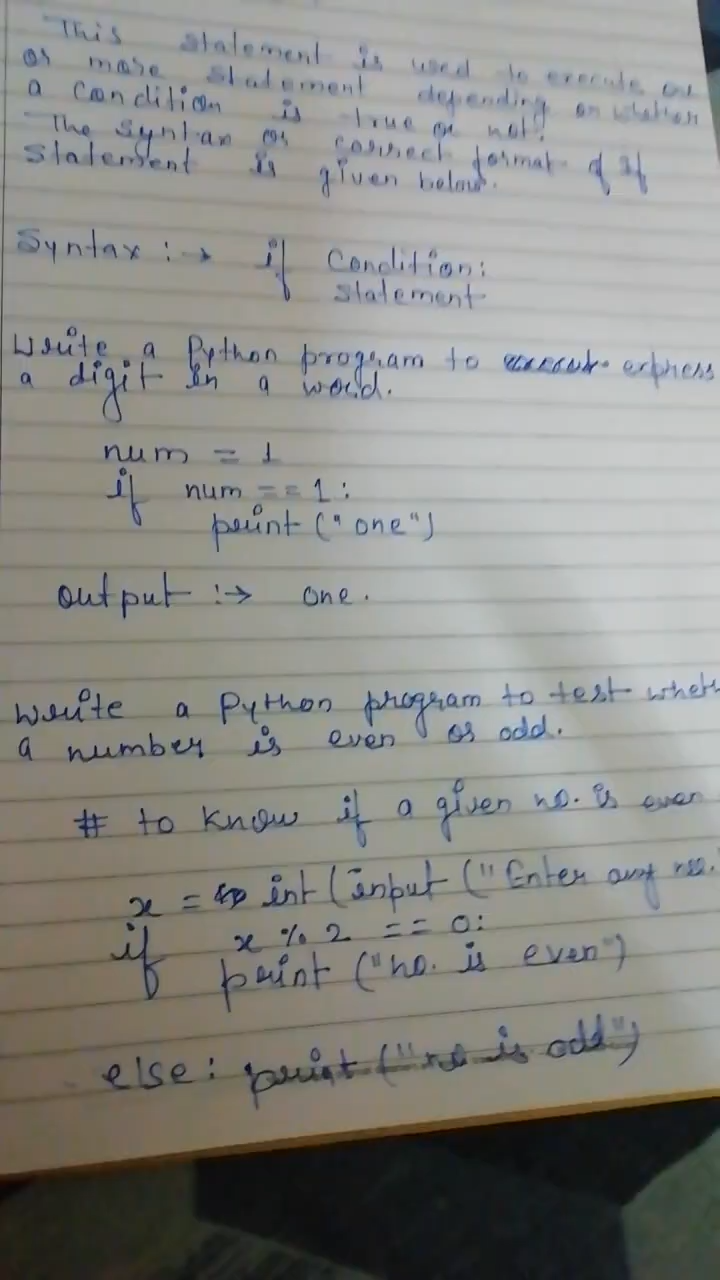 This statement is used to execute
or more statement depending on whether
a condition is true or not!
The syntax or correct format of if
statement is given below.
Syntax :→ if Condition:
statement
Write a Python program to express
a digit in a word.
num = 1
if num == 1:
print ("one")
output :→ one.
Write a Python program to test wheth
a number is even or odd.
# to know if a given no. is even
x = int (input ("Enter any no.
if x % 2 == 0:
print ("no. is even")
else: print ("no is odd")